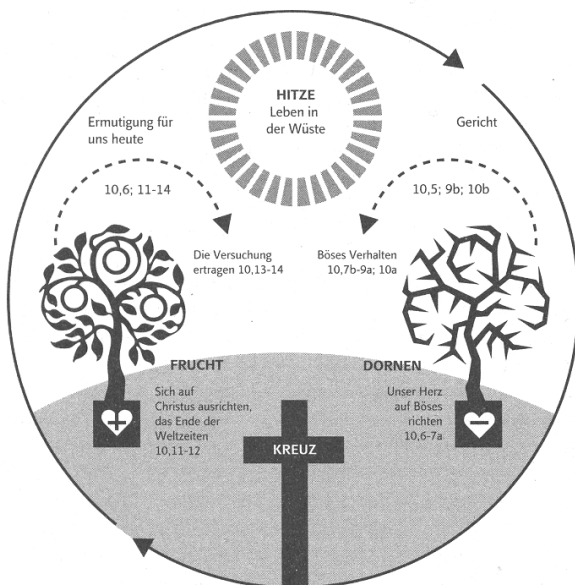 HITZE
Leben in
der Wüste
Ermutigung für
uns heute
Gericht
10,6; 11-14
10,5; 9b; 10b
Die Versuchung
ertragen 10,13-14
Böses Verhalten
10,7b-9a; 10a
FRUCHT
Sich auf
Christus ausrichten,
das Ende der
Weltzeiten
10,11-12
DORNEN
Unser Herz
auf Böses
richten
10,6-7a
KREUZ